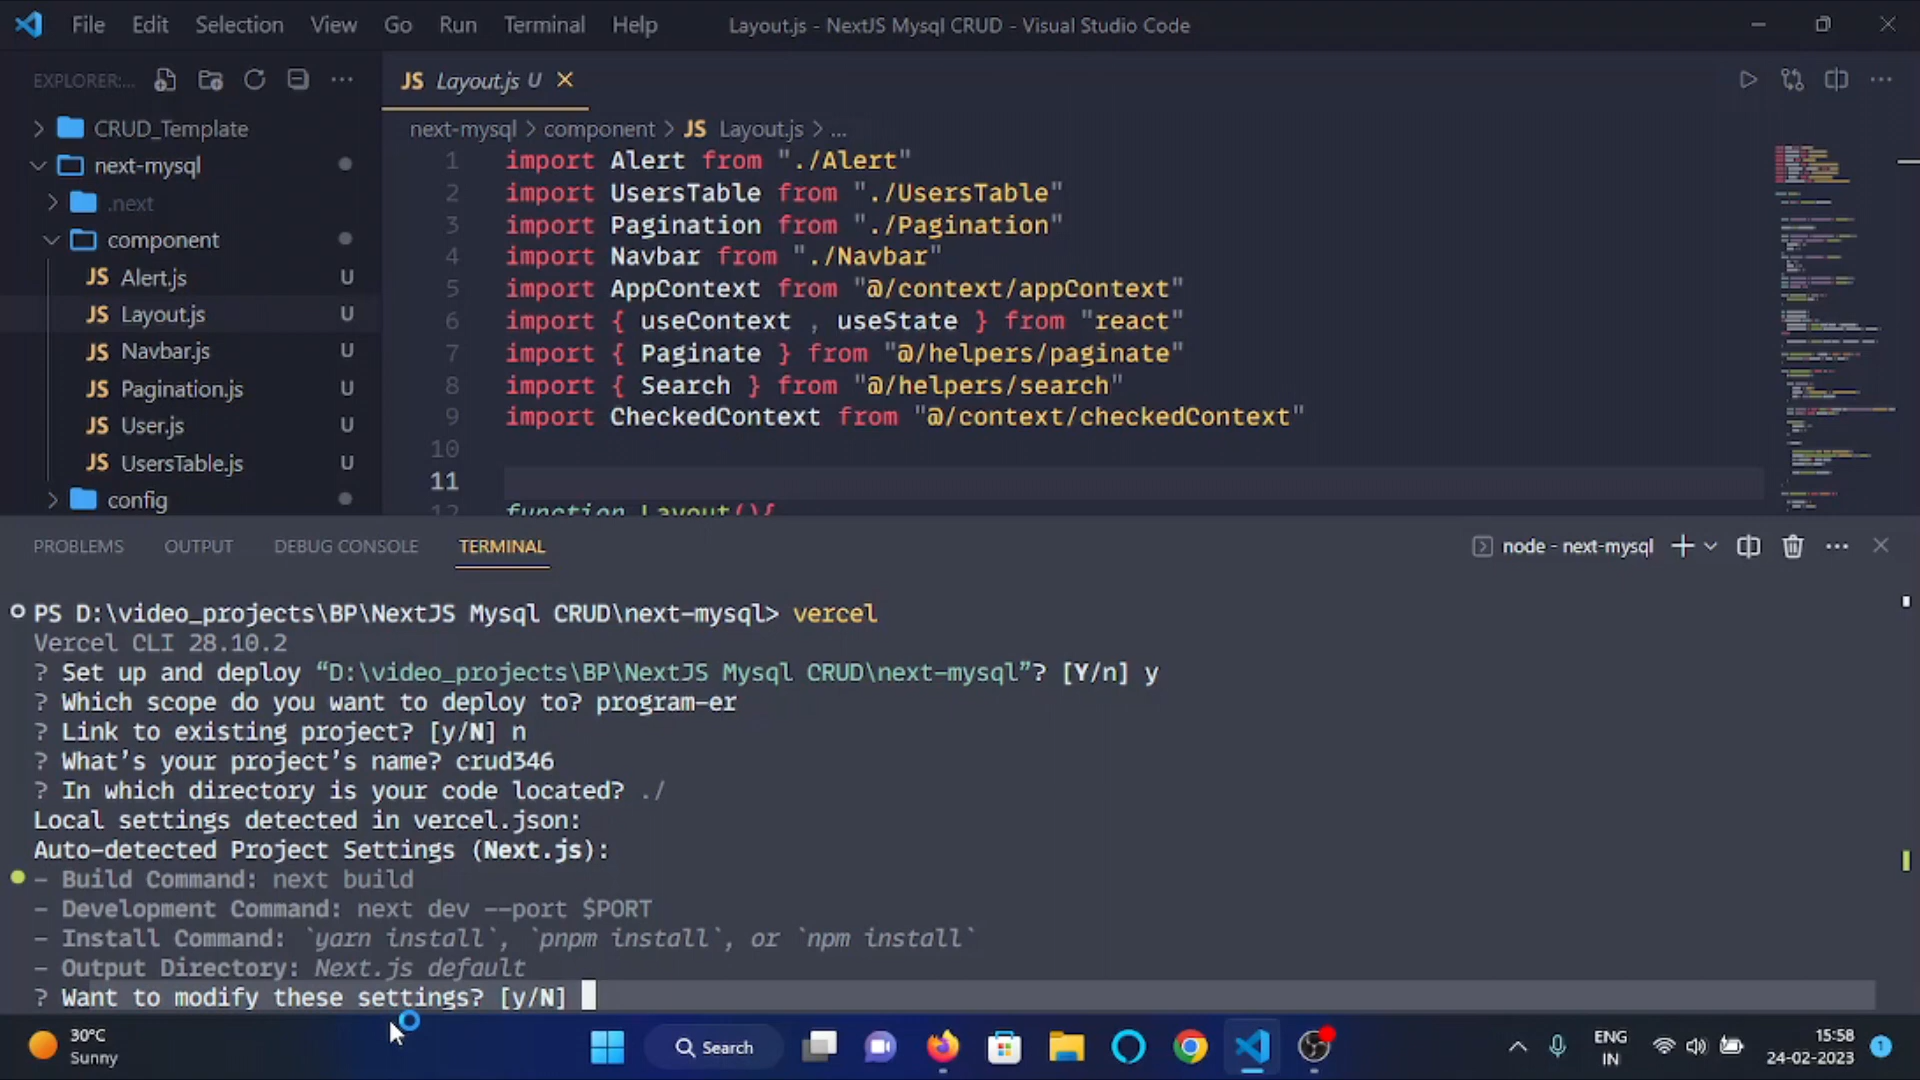 File Edit Selection View Go Run Terminal Help
Layout.js - NextJS Mysql CRUD - Visual Studio Code
EXPLORER:...
CRUD_Template
next-mysql
.next
component
JS Alert.js U
JS Layout.js U
JS Navbar.js U
JS Pagination.js U
JS User.js U
JS UsersTable.js U
config
JS Layout.js U
next-mysql > component > JS Layout.js > ...
1 import Alert from "./Alert"
2 import UsersTable from "./UsersTable"
3 import Pagination from "./Pagination"
4 import Navbar from "./Navbar"
5 import AppContext from "@/context/appContext"
6 import { useContext , useState } from "react"
7 import { Paginate } from "@/helpers/paginate"
8 import { Search } from "@/helpers/search"
9 import CheckedContext from "@/context/checkedContext"
10
11
12 function Layout(){
PROBLEMS OUTPUT DEBUG CONSOLE TERMINAL
node - next-mysql
PS D:\video_projects\BP\NextJS Mysql CRUD\next-mysql> vercel
Vercel CLI 28.10.2
? Set up and deploy “D:\video_projects\BP\NextJS Mysql CRUD\next-mysql”? [Y/n] y
? Which scope do you want to deploy to? program-er
? Link to existing project? [y/N] n
? What’s your project’s name? crud346
? In which directory is your code located? ./
Local settings detected in vercel.json:
Auto-detected Project Settings (Next.js):
- Build Command: next build
- Development Command: next dev --port $PORT
- Install Command: `yarn install`, `pnpm install`, or `npm install`
- Output Directory: Next.js default
? Want to modify these settings? [y/N]
30°C
Sunny
Search
ENG
IN
15:58
24-02-2023
1